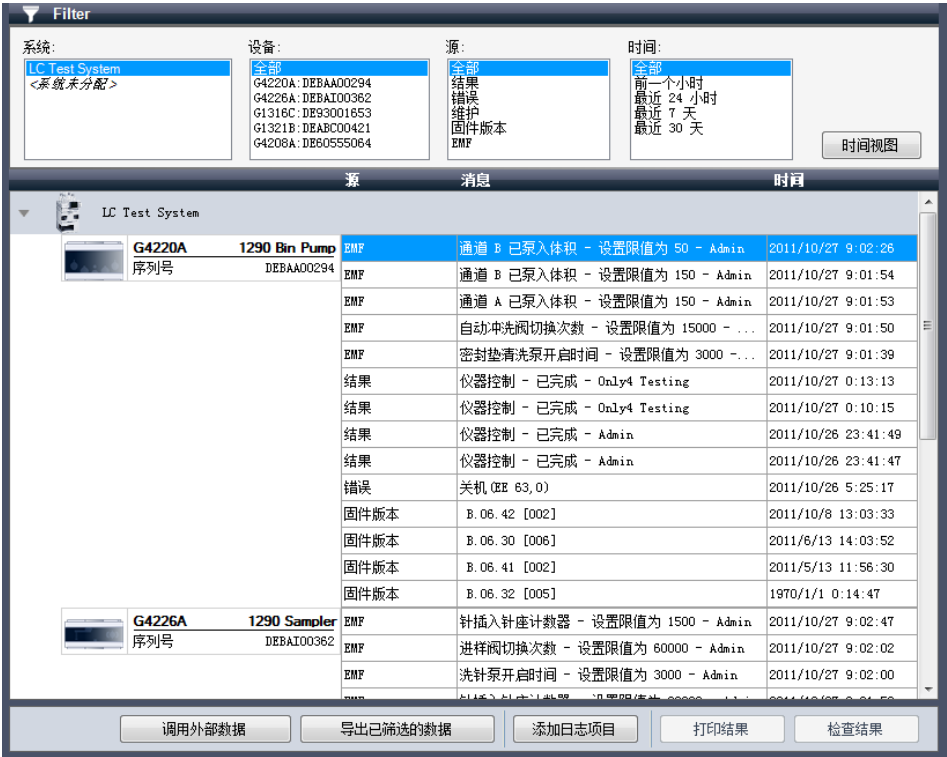 Filter
系统: 设备: 源: 时间:
LC Test System
<系统未分配>
全部
G4220A:DEBAA00294
G4226A:DEBAI00362
G1316C:DE93001653
G1321B:DEABC00421
G4208A:DE60555064
全部
结果
错误
维护
固件版本
EMF
全部
前一个小时
最近 24 小时
最近 7 天
最近 30 天
时间视图
源 消息 时间
LC Test System
G4220A 1290 Bin Pump EMF 通道 B 已泵入体积 - 设置限值为 50 - Admin 2011/10/27 9:02:26
序列号 DEBAA00294 EMF 通道 B 已泵入体积 - 设置限值为 150 - Admin 2011/10/27 9:01:54
EMF 通道 A 已泵入体积 - 设置限值为 150 - Admin 2011/10/27 9:01:53
EMF 自动冲洗阀切换次数 - 设置限值为 15000 - ... 2011/10/27 9:01:50
EMF 密封垫清洗泵开启时间 - 设置限值为 3000 -... 2011/10/27 9:01:39
结果 仪器控制 - 已完成 - Only4 Testing 2011/10/27 0:13:13
结果 仪器控制 - 已完成 - Only4 Testing 2011/10/27 0:10:15
结果 仪器控制 - 已完成 - Admin 2011/10/26 23:41:49
结果 仪器控制 - 已完成 - Admin 2011/10/26 23:41:47
错误 关机(EE 63,0) 2011/10/26 5:25:17
固件版本 B.06.42 [002] 2011/10/8 13:03:33
固件版本 B.06.30 [006] 2011/6/13 14:03:52
固件版本 B.06.41 [002] 2011/5/13 11:56:30
固件版本 B.06.32 [005] 1970/1/1 0:14:47
G4226A 1290 Sampler EMF 针插入针座计数器 - 设置限值为 1500 - Admin 2011/10/27 9:02:47
序列号 DEBAI00362 EMF 进样阀切换次数 - 设置限值为 60000 - Admin 2011/10/27 9:02:02
EMF 洗针泵开启时间 - 设置限值为 3000 - Admin 2011/10/27 9:02:00
调用外部数据 导出已筛选的数据 添加日志项目 打印结果 检查结果